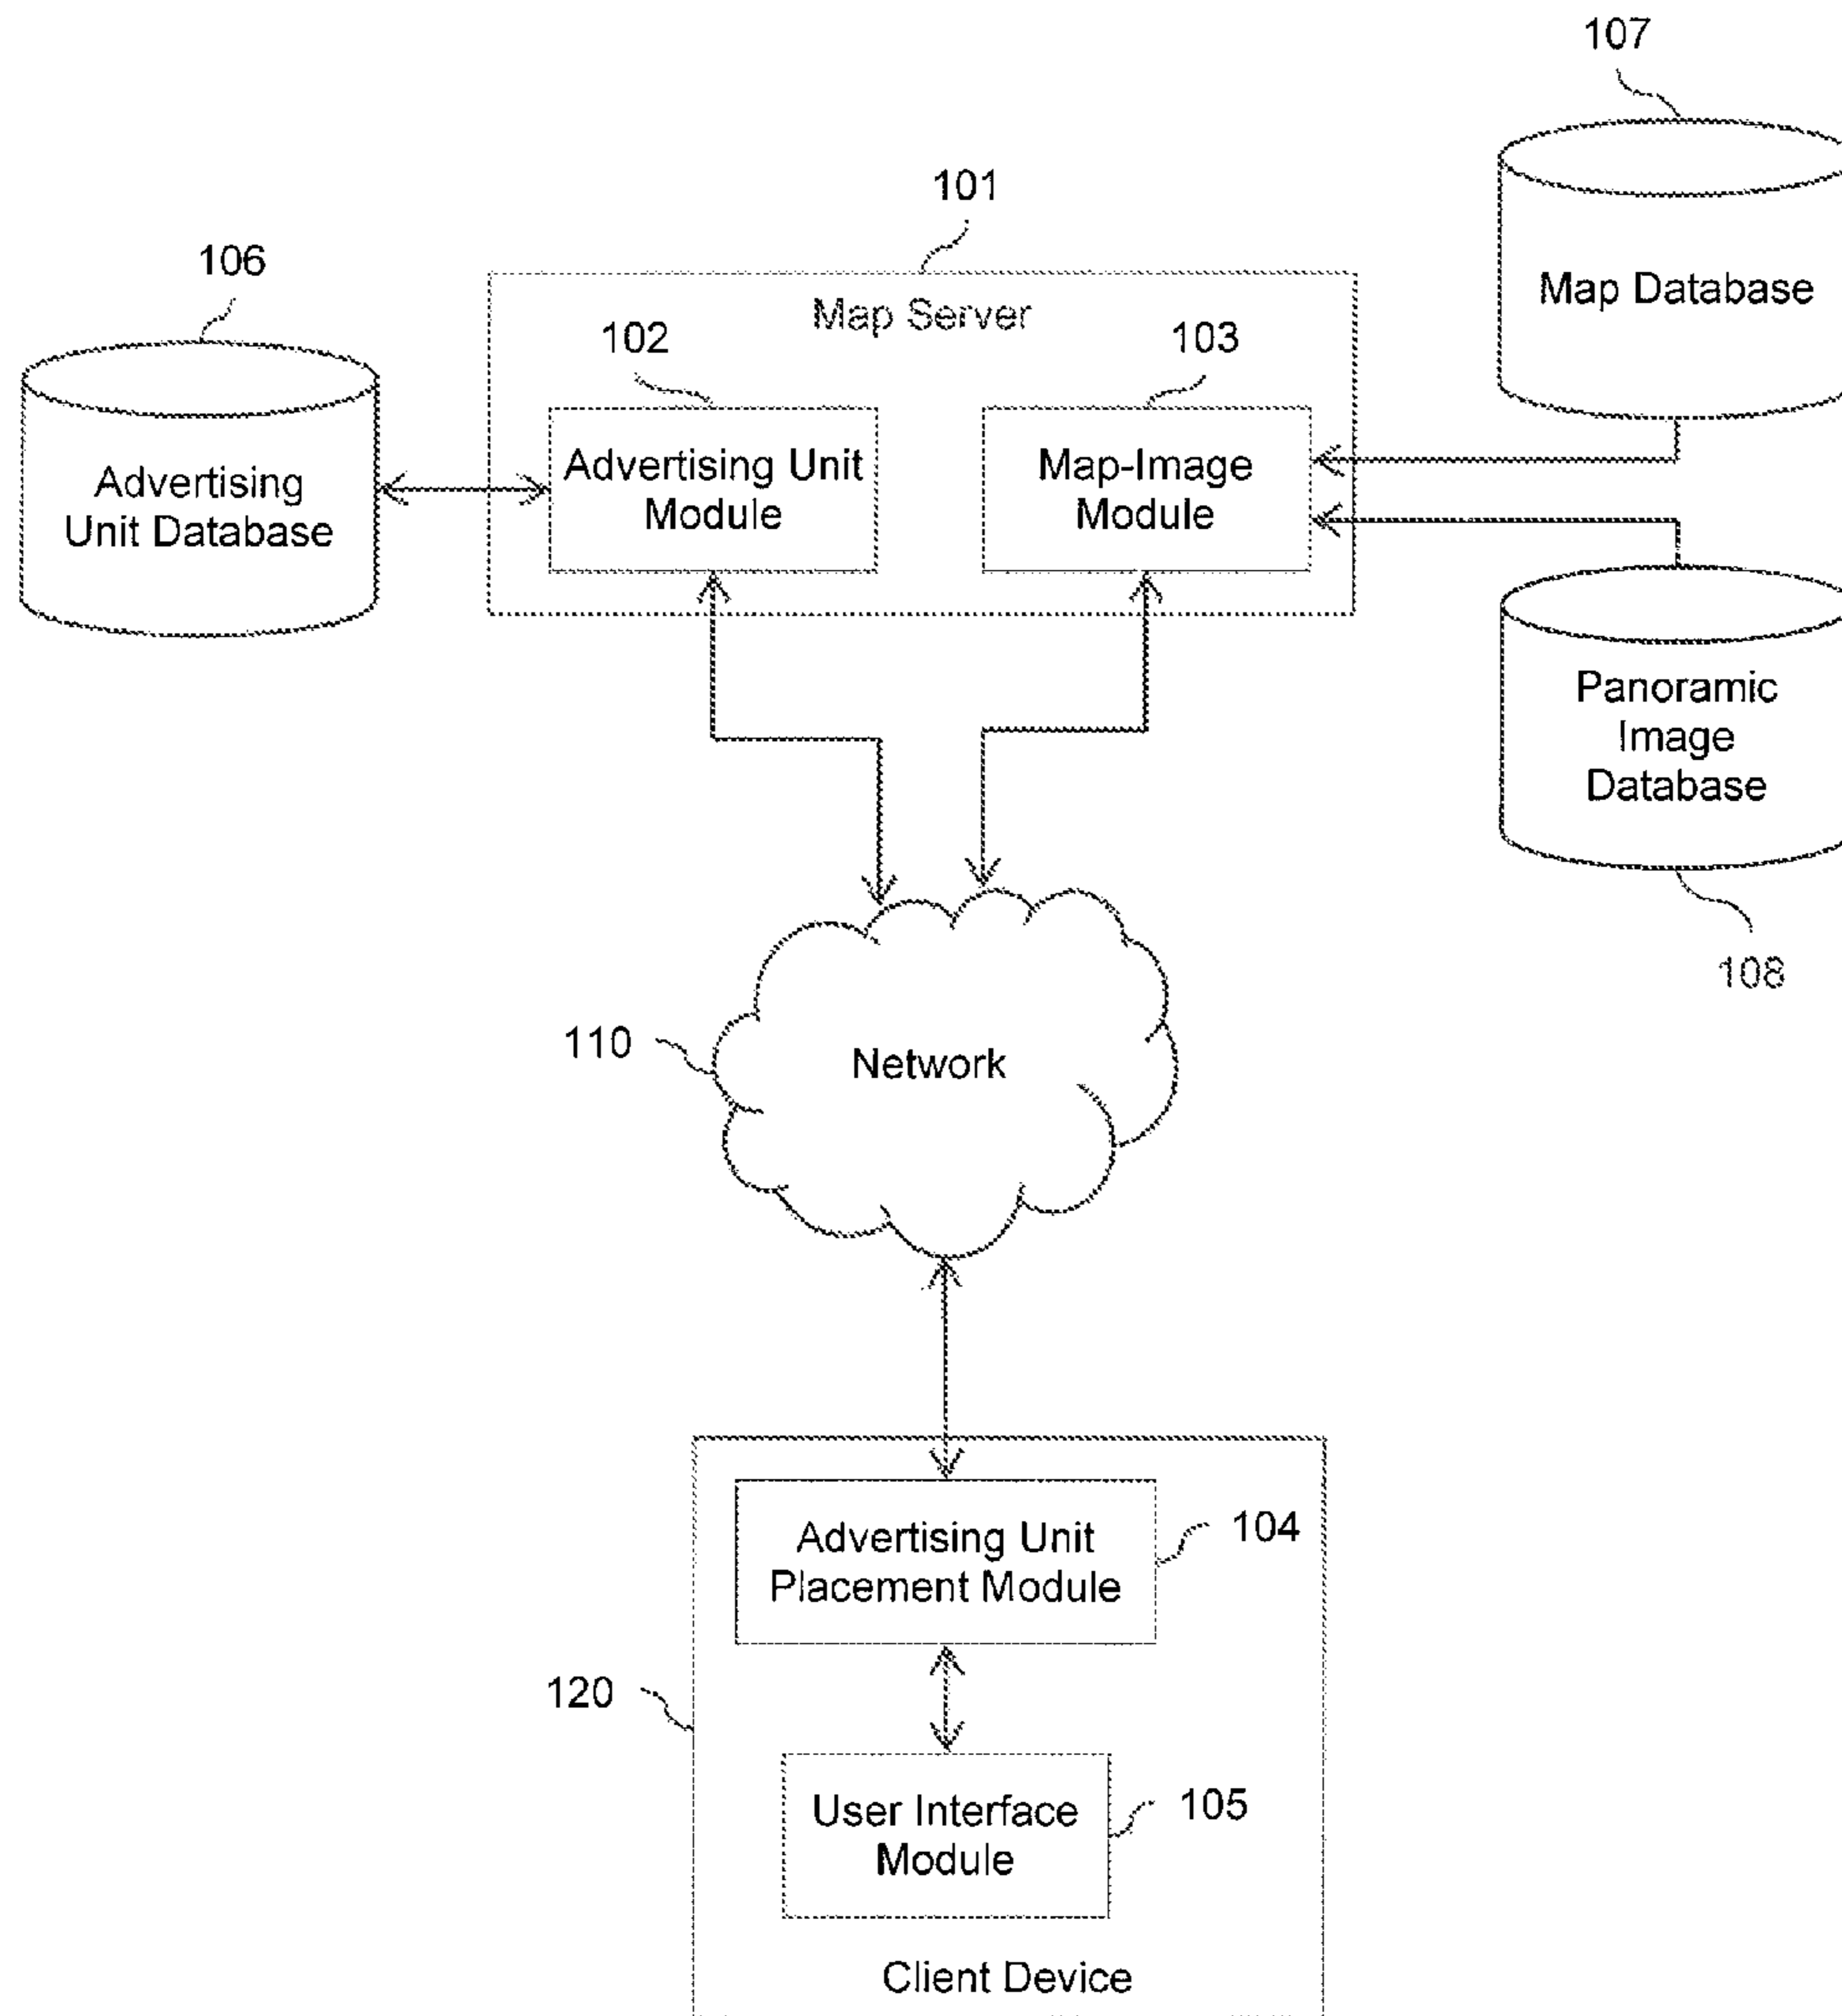 107
101
106
Map Database
Map Server
102
103
Advertising Unit
Module
Map-Image
Module
Advertising
Unit Database
Panoramic
Image
Database
108
110
Network
Advertising Unit
Placement Module
104
120
User Interface
Module
105
Client Device